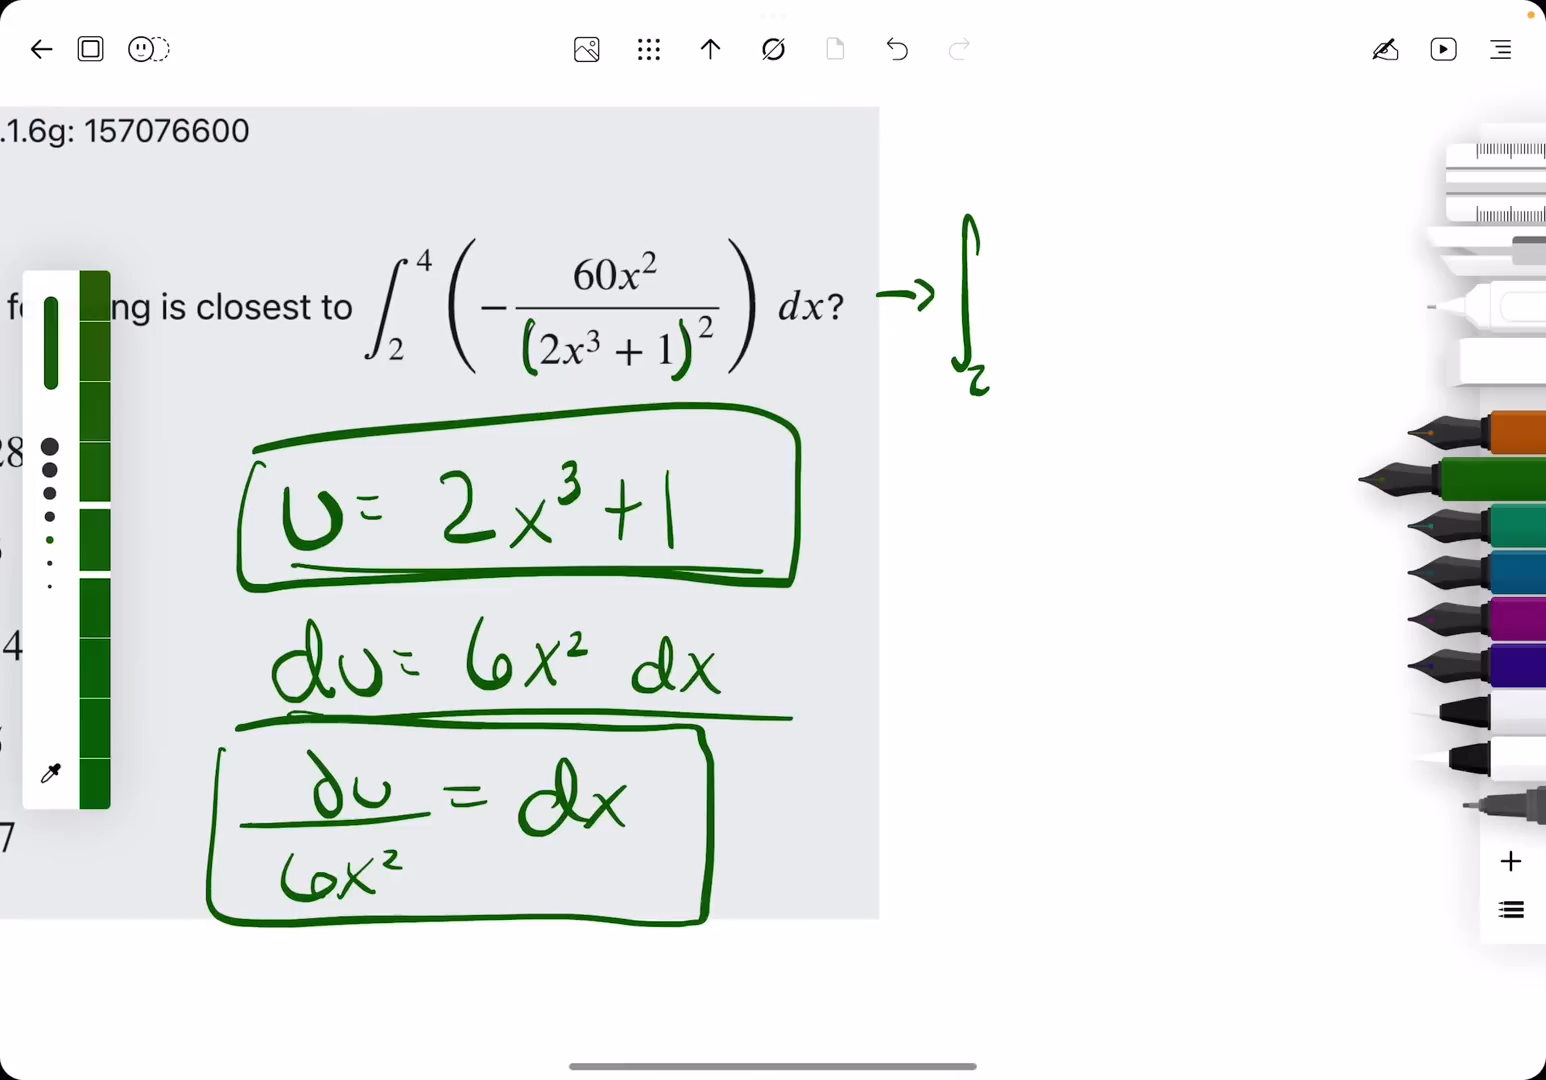 .1.6g: 157076600
ng is closest to ∫₂⁴ (− 60x² / (2x³ + 1)²) dx? → ∫₂
28
u = 2x³ + 1
4
du = 6x² dx
du / 6x² = dx
7